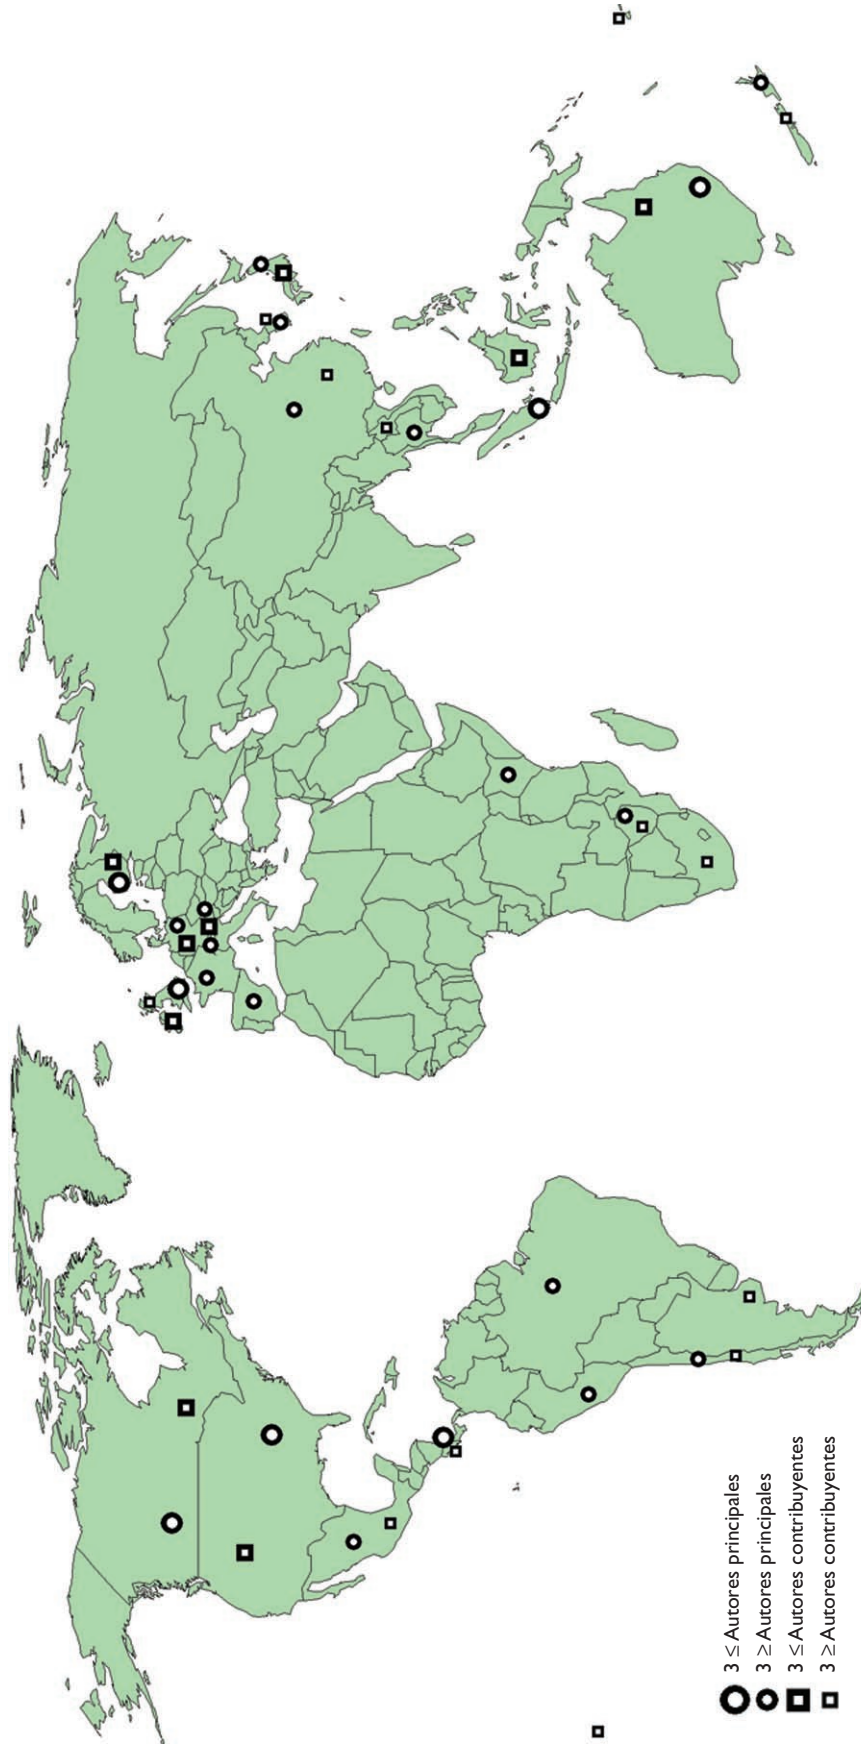 3 ≤ Autores principales
3 ≥ Autores principales
3 ≤ Autores contribuyentes
3 ≥ Autores contribuyentes